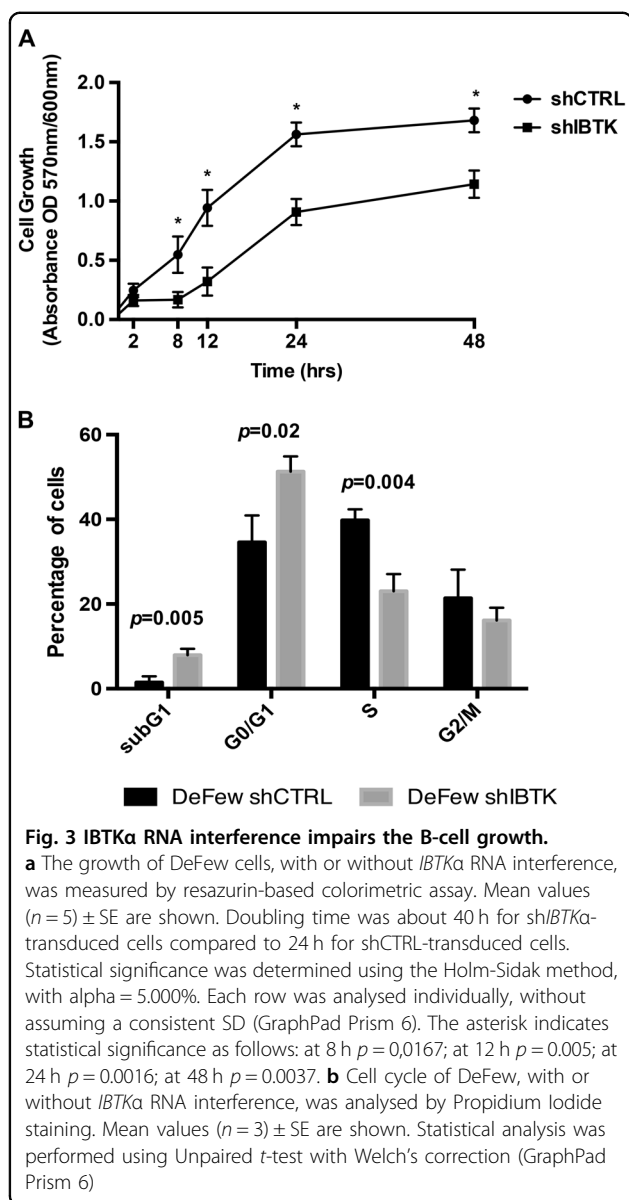 A
2.0
1.5
1.0
0.5
0.0
Cell Growth
(Absorbance OD 570nm/600nm)
* * * *
shCTRL
shIBTK
2 8 12 24 48
Time (hrs)
B
60
40
20
0
Percentage of cells
p=0.005
p=0.02
p=0.004
subG1
G0/G1
S
G2/M
DeFew shCTRL DeFew shIBTK
Fig. 3 IBTKα RNA interference impairs the B-cell growth.
a The growth of DeFew cells, with or without IBTKα RNA interference,
was measured by resazurin-based colorimetric assay. Mean values
(n = 5) ± SE are shown. Doubling time was about 40 h for shIBTKα-
transduced cells compared to 24 h for shCTRL-transduced cells.
Statistical significance was determined using the Holm-Sidak method,
with alpha = 5.000%. Each row was analysed individually, without
assuming a consistent SD (GraphPad Prism 6). The asterisk indicates
statistical significance as follows: at 8 h p = 0,0167; at 12 h p = 0.005; at
24 h p = 0.0016; at 48 h p = 0.0037. b Cell cycle of DeFew, with or
without IBTKα RNA interference, was analysed by Propidium Iodide
staining. Mean values (n = 3) ± SE are shown. Statistical analysis was
performed using Unpaired t-test with Welch's correction (GraphPad
Prism 6)